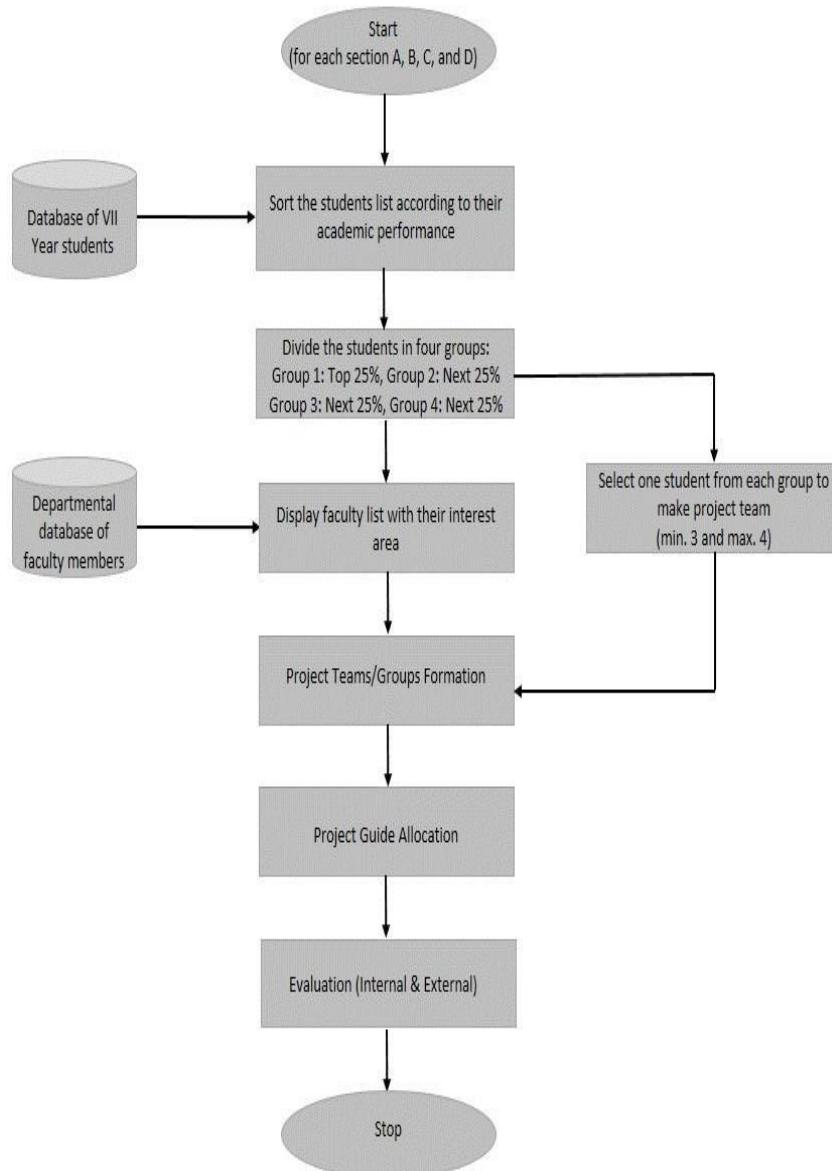 Start
(for each section A, B, C, and D)
Database of VII
Year students
Sort the students list according to their
academic performance
Divide the students in four groups:
Group 1: Top 25%, Group 2: Next 25%
Group 3: Next 25%, Group 4: Next 25%
Departmental
database of
faculty members
Display faculty list with their interest
area
Select one student from each group to
make project team
(min. 3 and max. 4)
Project Teams/Groups Formation
Project Guide Allocation
Evaluation (Internal & External)
Stop